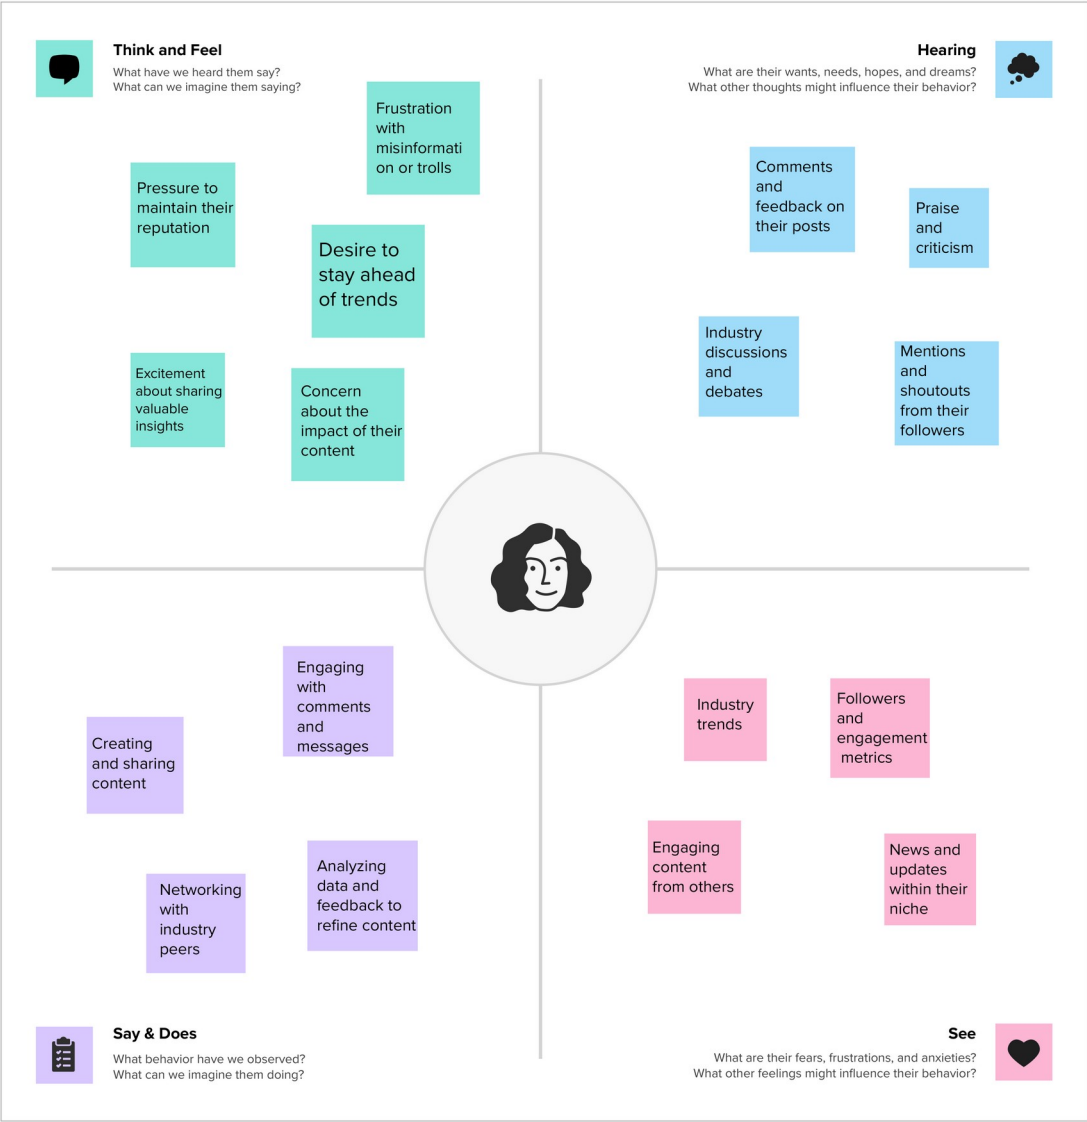 Think and Feel
What have we heard them say?
What can we imagine them saying?
Frustration
with
misinformati
on or trolls
Pressure to
maintain their
reputation
Desire to
stay ahead
of trends
Excitement
about sharing
valuable
insights
Concern
about the
impact of their
content
Hearing
What are their wants, needs, hopes, and dreams?
What other thoughts might influence their behavior?
Comments
and
feedback on
their posts
Praise
and
criticism
Industry
discussions
and
debates
Mentions
and
shoutouts
from their
followers
Engaging
with
comments
and
messages
Creating
and sharing
content
Analyzing
data and
feedback to
refine content
Networking
with
industry
peers
Say & Does
What behavior have we observed?
What can we imagine them doing?
Industry
trends
Followers
and
engagement
metrics
Engaging
content
from others
News and
updates
within their
niche
See
What are their fears, frustrations, and anxieties?
What other feelings might influence their behavior?